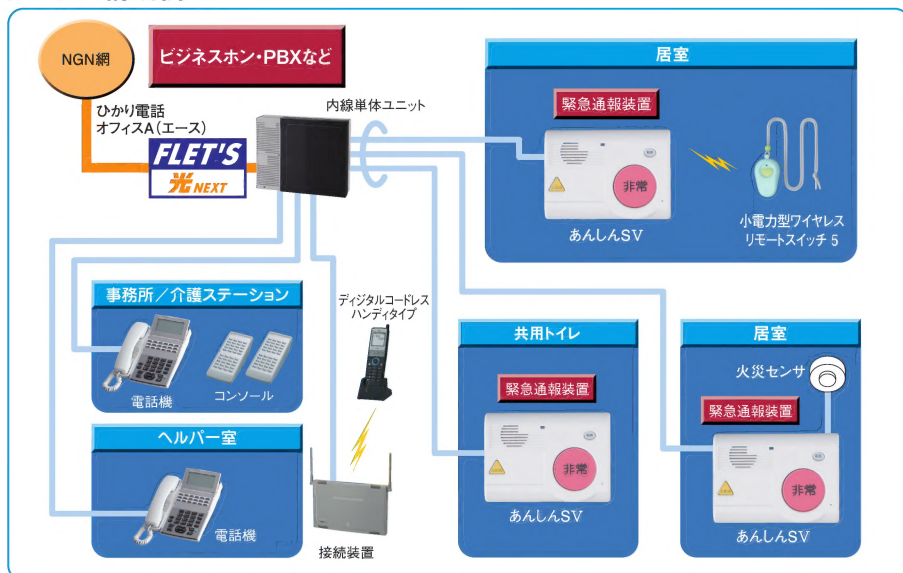 NGN網
ビジネスホン・PBXなど
ひかり電話
オフィスA(エース)
FLET'S
光 NEXT
内線単体ユニット
居室
緊急通報装置
非常
あんしんSV
小電力型ワイヤレス
リモートスイッチ 5
事務所/介護ステーション
電話機
コンソール
ディジタルコードレス
ハンディタイプ
ヘルパー室
電話機
接続装置
共用トイレ
緊急通報装置
非常
あんしんSV
居室
火災センサ
緊急通報装置
非常
あんしんSV